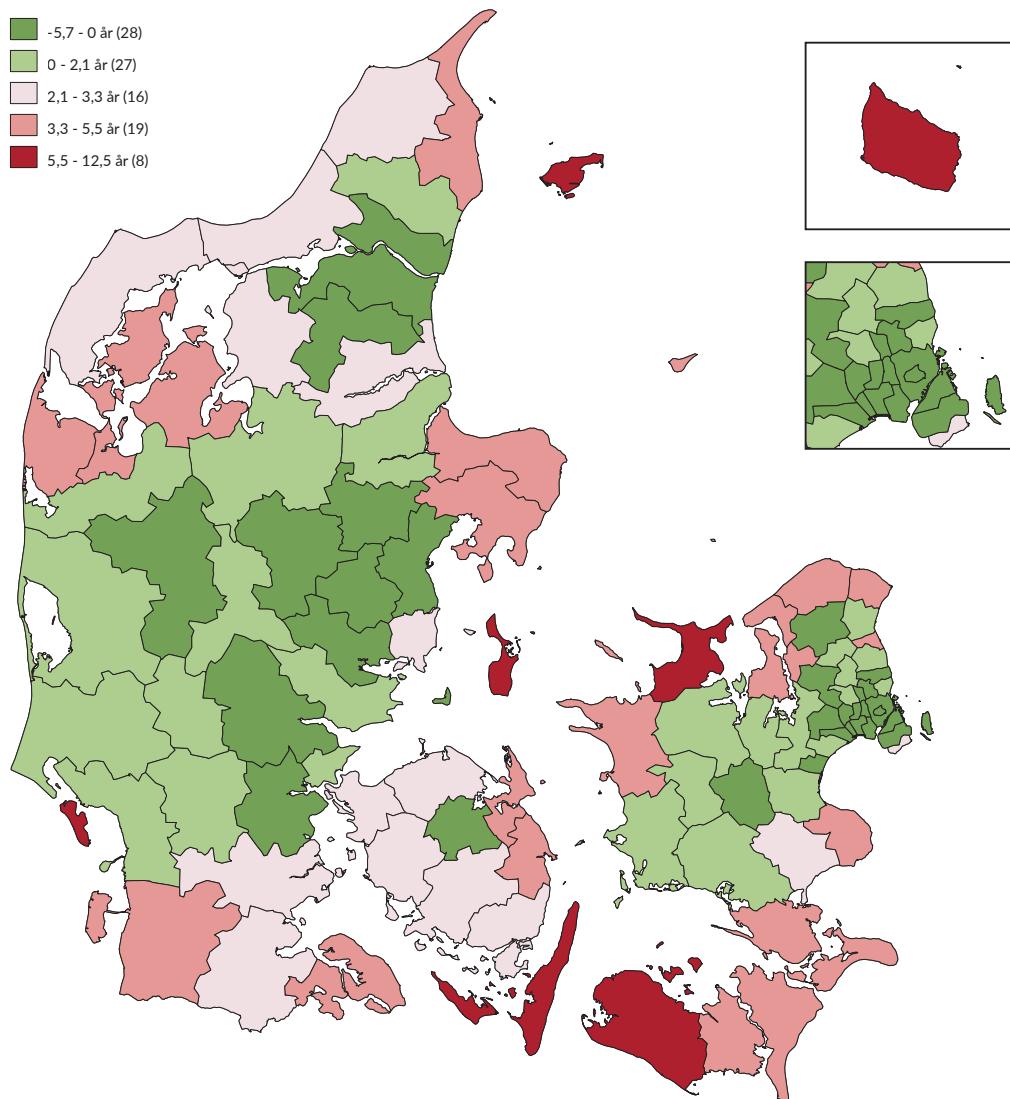 -5,7 - 0 år (28)
0 - 2,1 år (27)
2,1 - 3,3 år (16)
3,3 - 5,5 år (19)
5,5 - 12,5 år (8)